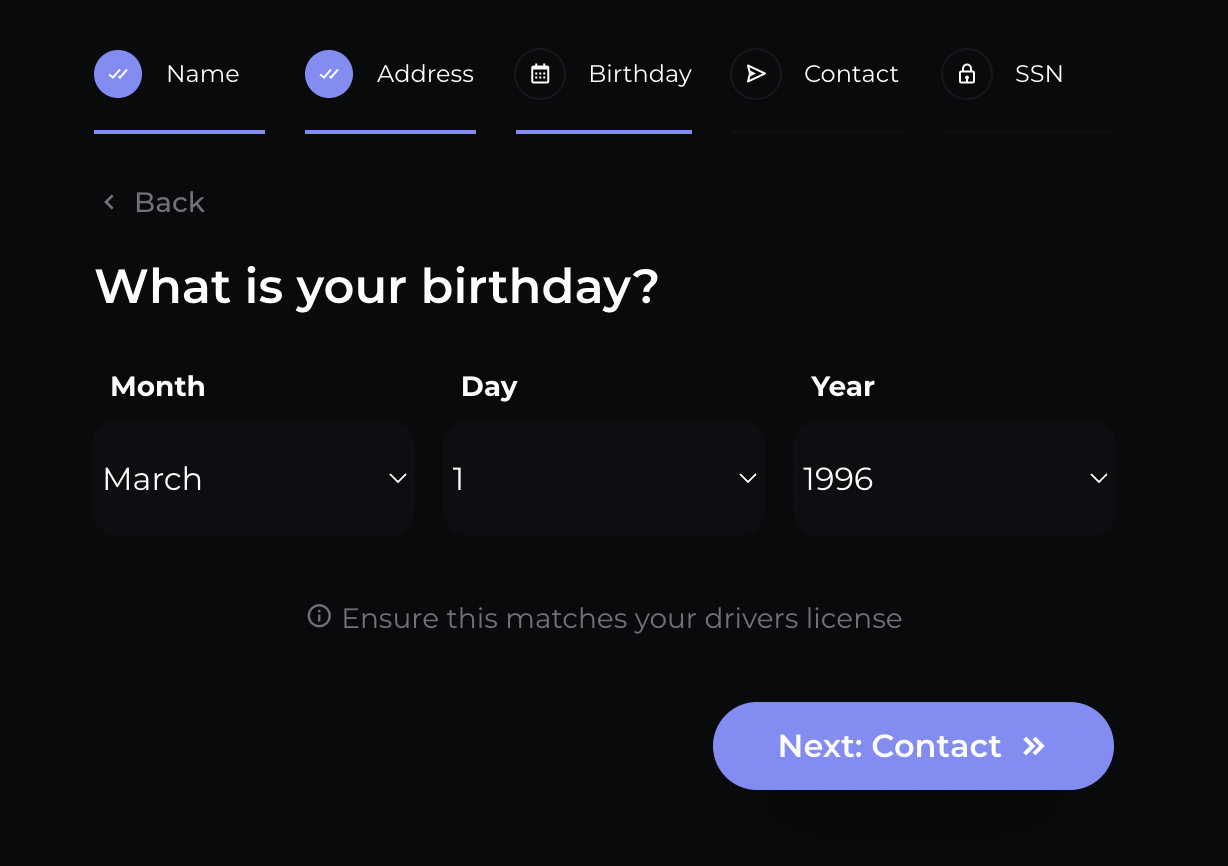 Name Address Birthday Contact SSN
Back
What is your birthday?
Month Day Year
March 1 1996
Ensure this matches your drivers license
Next: Contact